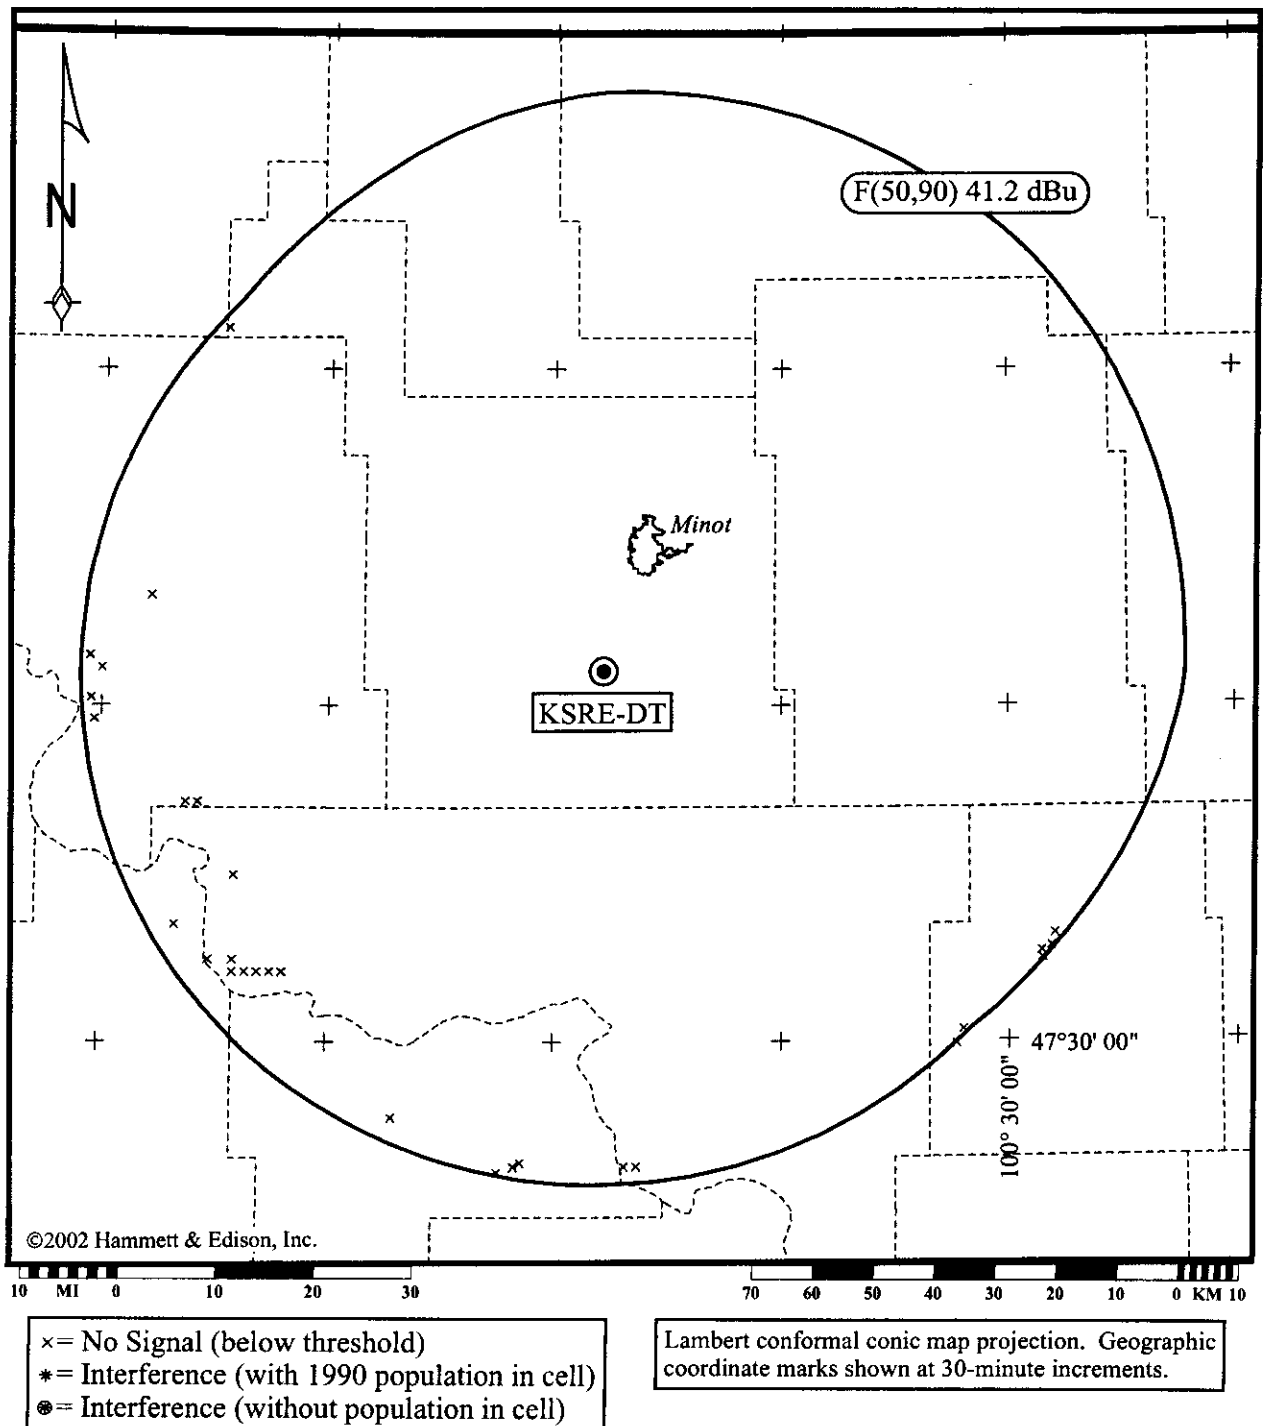 N
F(50,90) 41.2 dBu
Minot
KSRE-DT
47°30' 00"
100° 30' 00"
©2002 Hammett & Edison, Inc.
10 MI 0 10 20 30
70 60 50 40 30 20 10 0 KM 10
×= No Signal (below threshold)
✱= Interference (with 1990 population in cell)
⊛= Interference (without population in cell)
Lambert conformal conic map projection. Geographic
coordinate marks shown at 30-minute increments.